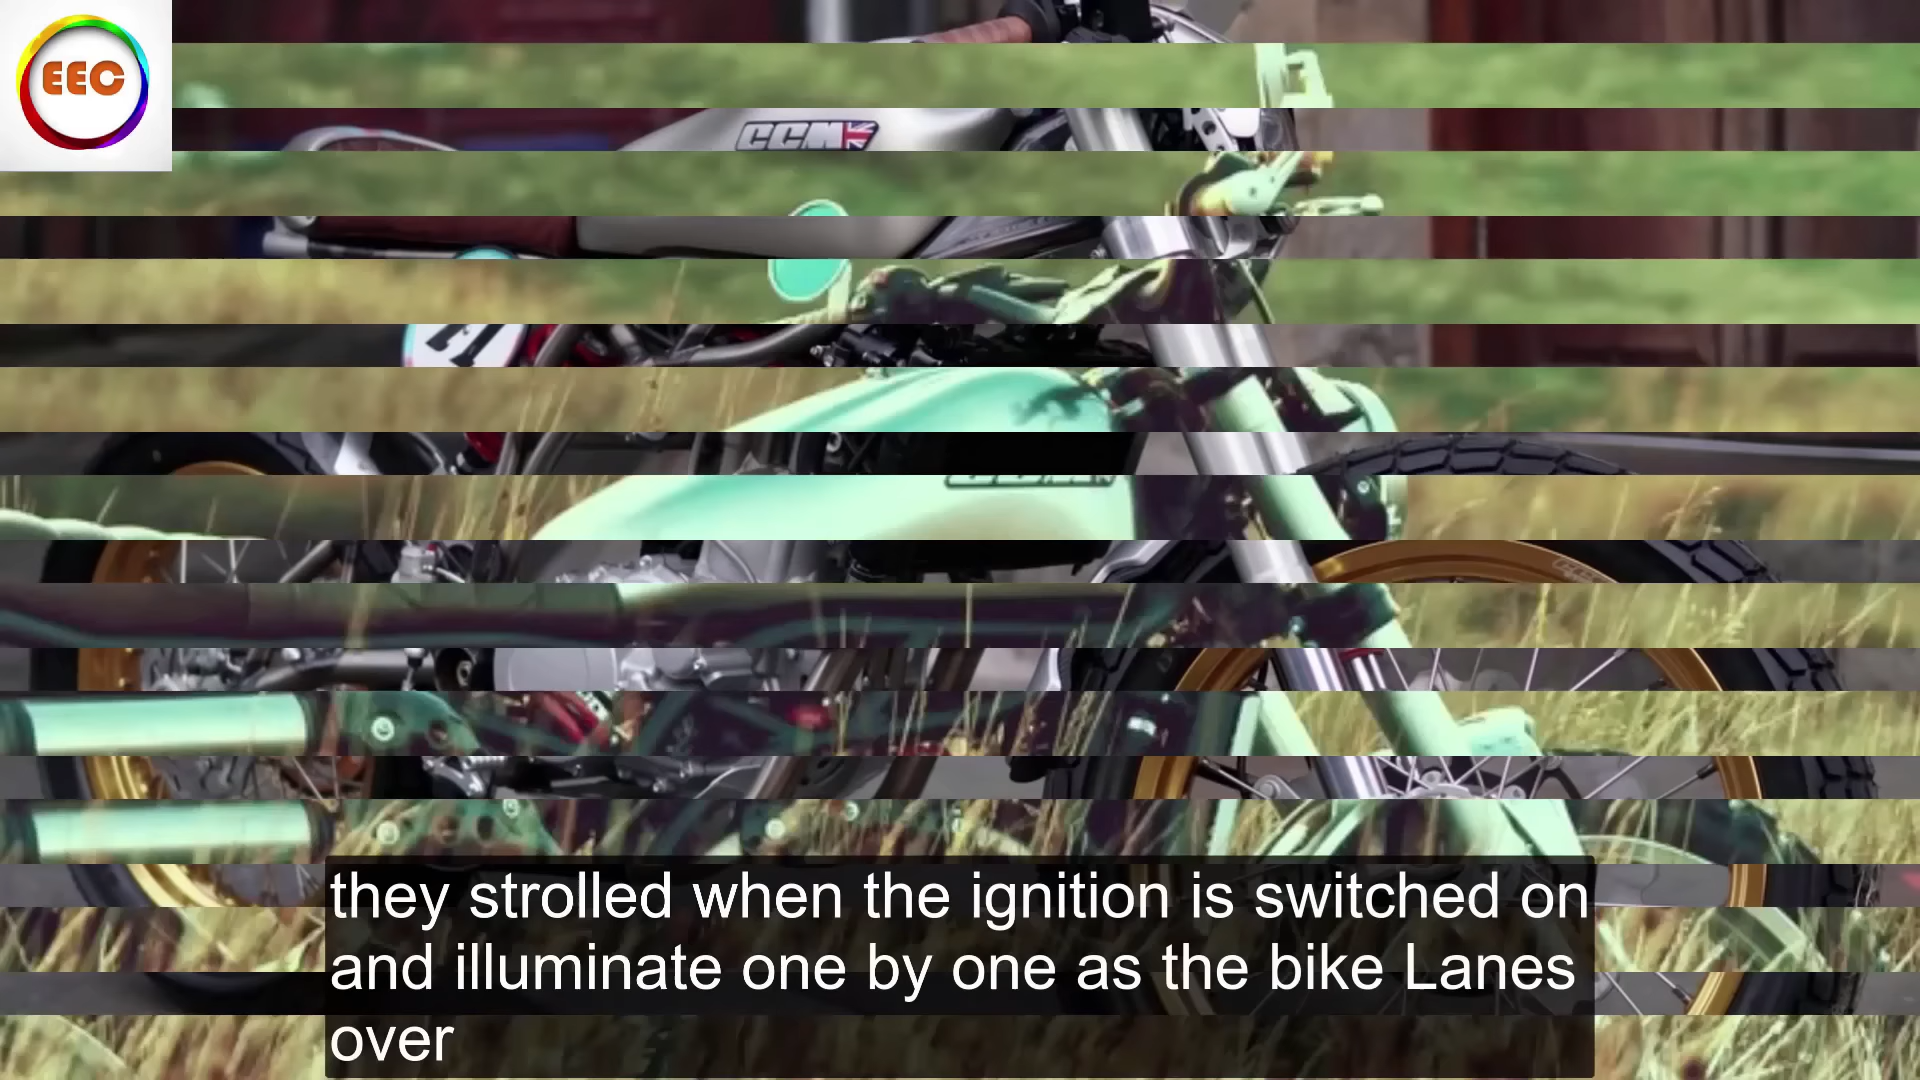 EEC
CCM
they strolled when the ignition is switched on
and illuminate one by one as the bike Lanes
over